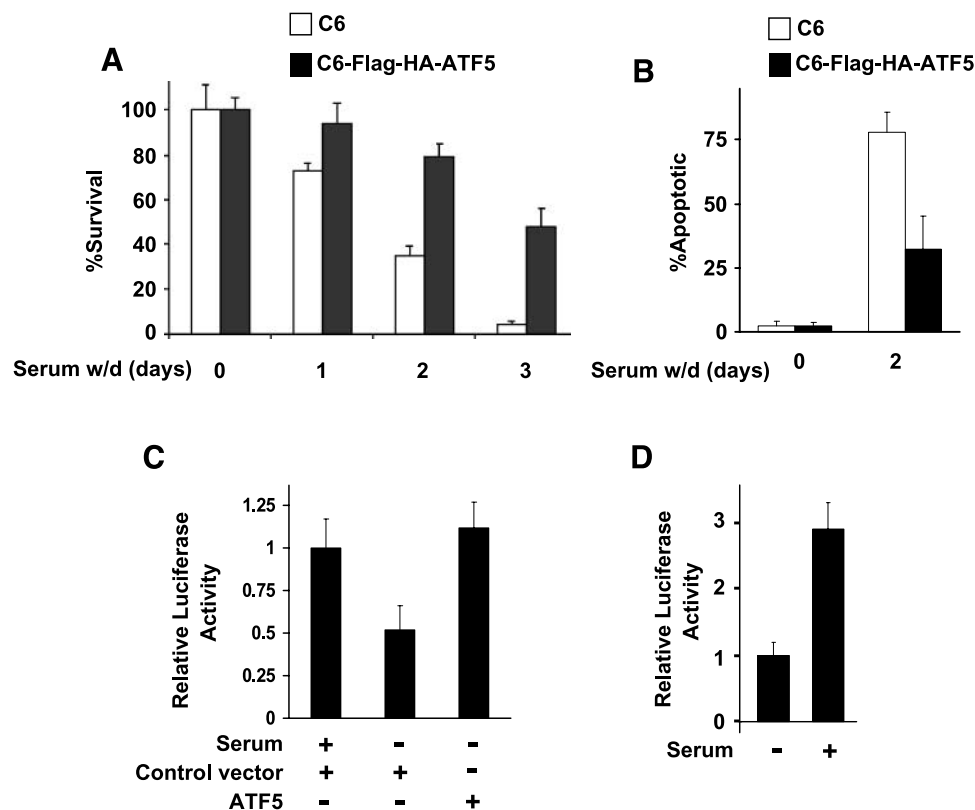 A
C6
C6-Flag-HA-ATF5
%Survival
100
80
60
40
20
0
Serum w/d (days) 0 1 2 3
B
C6
C6-Flag-HA-ATF5
%Apoptotic
75
50
25
0
Serum w/d (days) 0 2
C
Relative Luciferase
Activity
1.25
1
0.75
0.5
0.25
0
Serum + - -
Control vector + + -
ATF5 - - +
D
Relative Luciferase
Activity
3
2
1
0
Serum - +